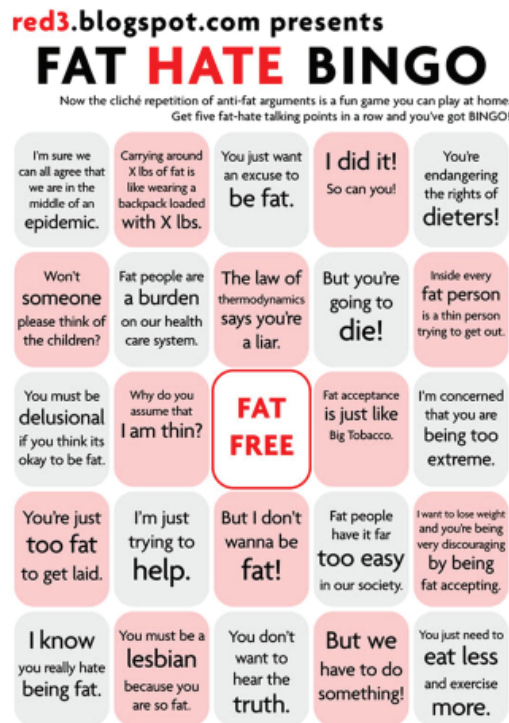 red3.blogspot.com presents
FAT HATE BINGO
Now the cliché repetition of anti-fat arguments is a fun game you can play at home.
Get five fat-hate talking points in a row and you've got BINGO!
I'm sure we
can all agree that
we are in the
middle of an
epidemic.
Carrying around
X lbs of fat is
like wearing a
backpack loaded
with X lbs.
You just want
an excuse to
be fat.
I did it!
So can you!
You're
endangering
the rights of
dieters!
Won't
someone
please think of
the children?
Fat people are
a burden
on our health
care system.
The law of
thermodynamics
says you're
a liar.
But you're
going to
die!
Inside every
fat person
is a thin person
trying to get out.
You must be
delusional
if you think its
okay to be fat.
Why do you
assume that
I am thin?
FAT
FREE
Fat acceptance
is just like
Big Tobacco.
I'm concerned
that you are
being too
extreme.
You're just
too fat
to get laid.
I'm just
trying to
help.
But I don't
wanna be
fat!
Fat people
have it far
too easy
in our society.
I want to lose weight
and you're being
very discouraging
by being
fat accepting.
I know
you really hate
being fat.
You must be a
lesbian
because you
are so fat.
You don't
want to
hear the
truth.
But we
have to do
something!
You just need to
eat less
and exercise
more.